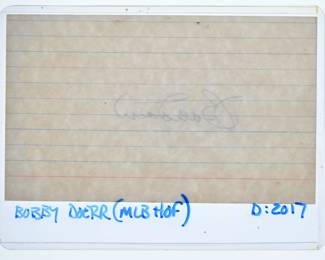 BOBBY DOERR (MLB HOF) D: 2017